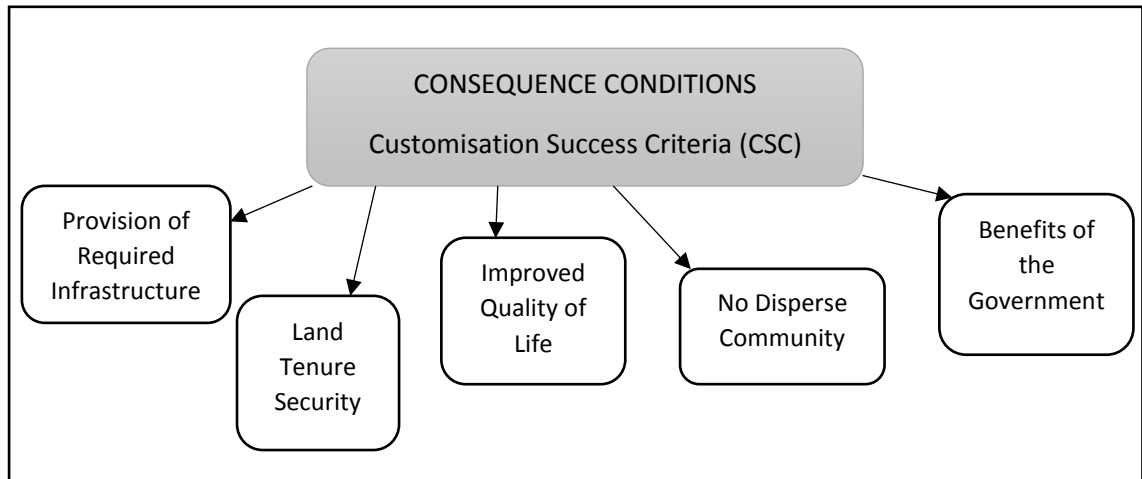 CONSEQUENCE CONDITIONS
Customisation Success Criteria (CSC)
Provision of
Required
Infrastructure
Land
Tenure
Security
Improved
Quality of
Life
No Disperse
Community
Benefits of
the
Government